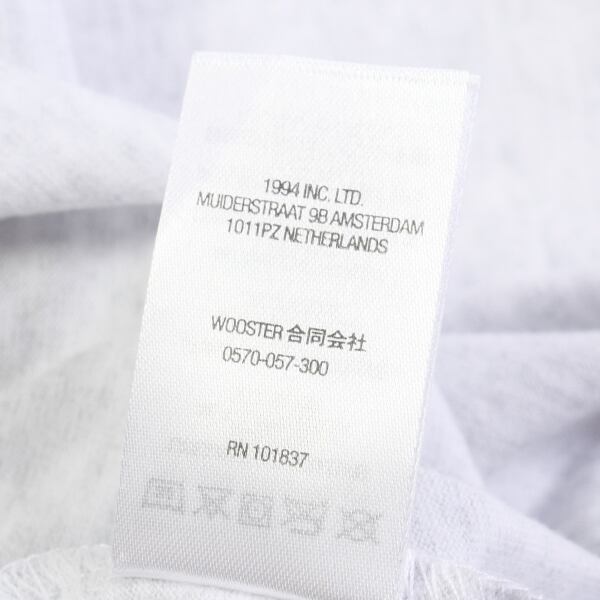 1994 INC. LTD.
MUIDERSTRAAT 9B AMSTERDAM
1011PZ NETHERLANDS
WOOSTER 合同会社
0570-057-300
RN 101837